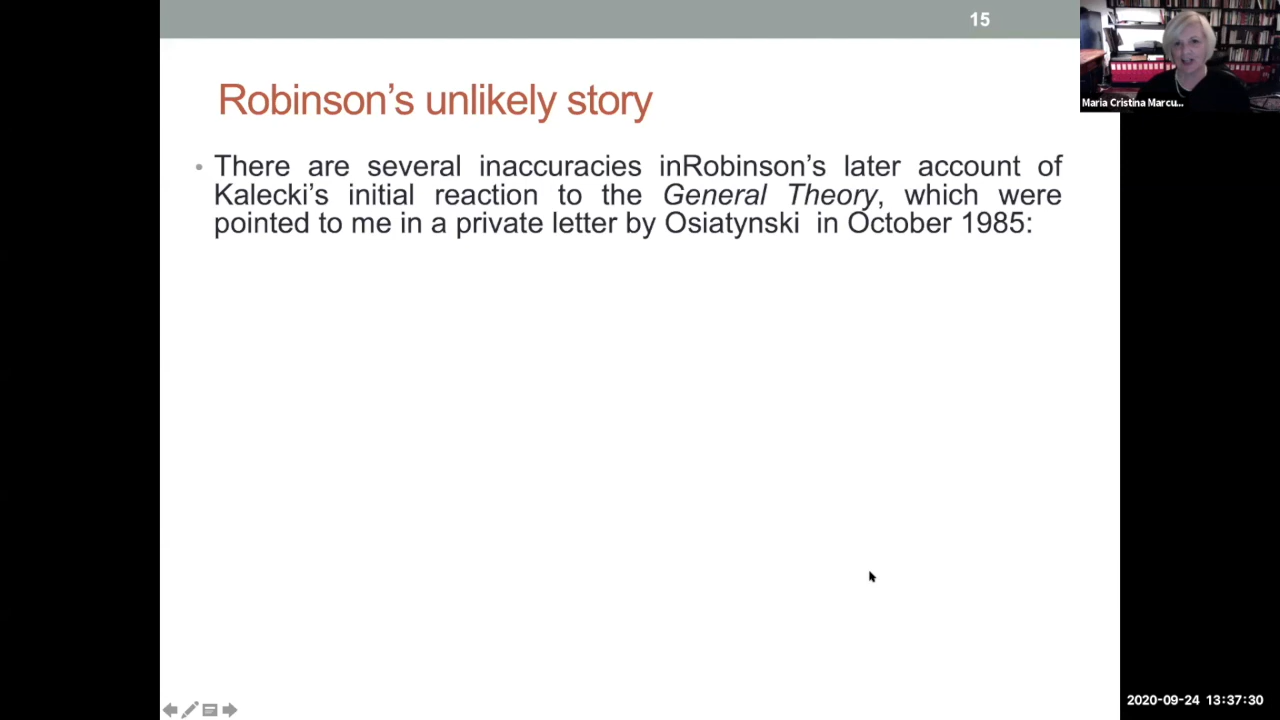 15
Robinson’s unlikely story
• There are several inaccuracies inRobinson’s later account of
Kalecki’s initial reaction to the General Theory, which were
pointed to me in a private letter by Osiatynski in October 1985:
Maria Cristina Marcu...
2020-09-24 13:37:30